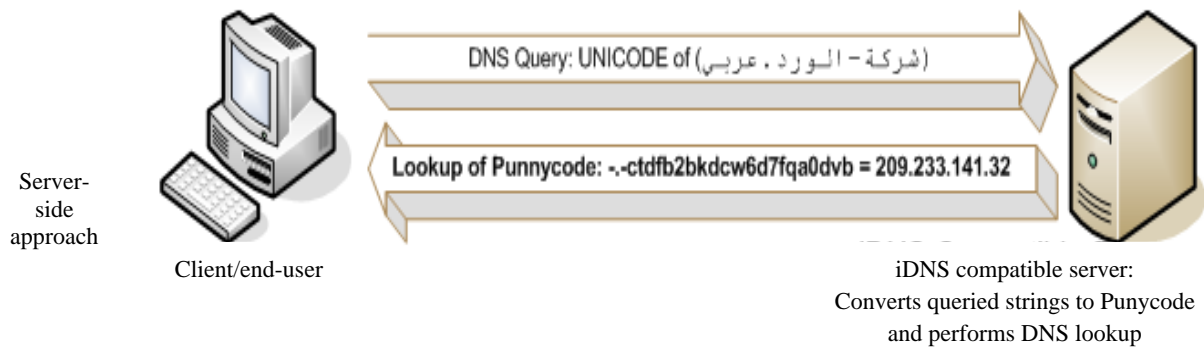 DNS Query: UNICODE of (شركة-الورد.عربي)
Lookup of Punnycode: -.-ctdfb2bkdcw6d7fqa0dvb = 209.233.141.32
Server-
side
approach
Client/end-user
iDNS compatible server:
Converts queried strings to Punycode
and performs DNS lookup